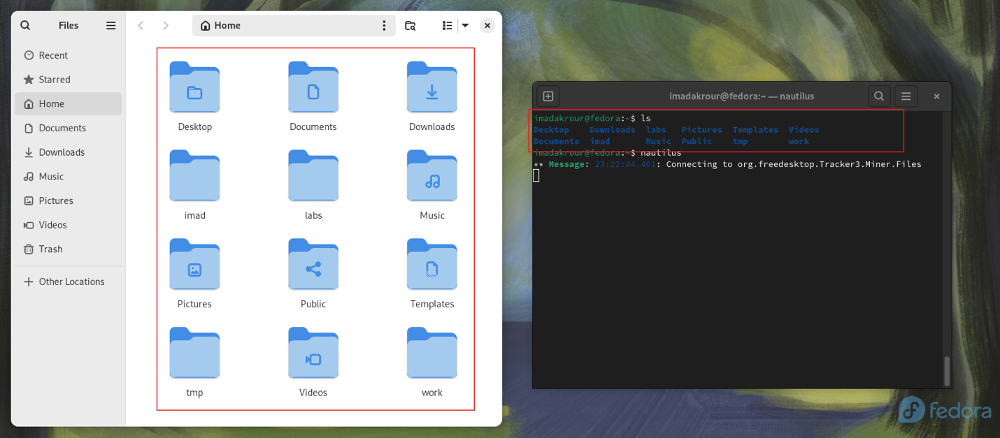 Files
Recent
Starred
Home
Documents
Downloads
Music
Pictures
Videos
Trash
Other Locations
Home
Desktop Documents Downloads
imad labs Music
Pictures Public Templates
tmp Videos work
imadakrour@fedora:~ — nautilus
imadakrour@fedora:~$ ls
Desktop Downloads labs Pictures Templates Videos
Documents imad Music Public tmp work
imadakrour@fedora:~$ nautilus
** Message: 23:22:44.461: Connecting to org.freedesktop.Tracker3.Miner.Files
fedora